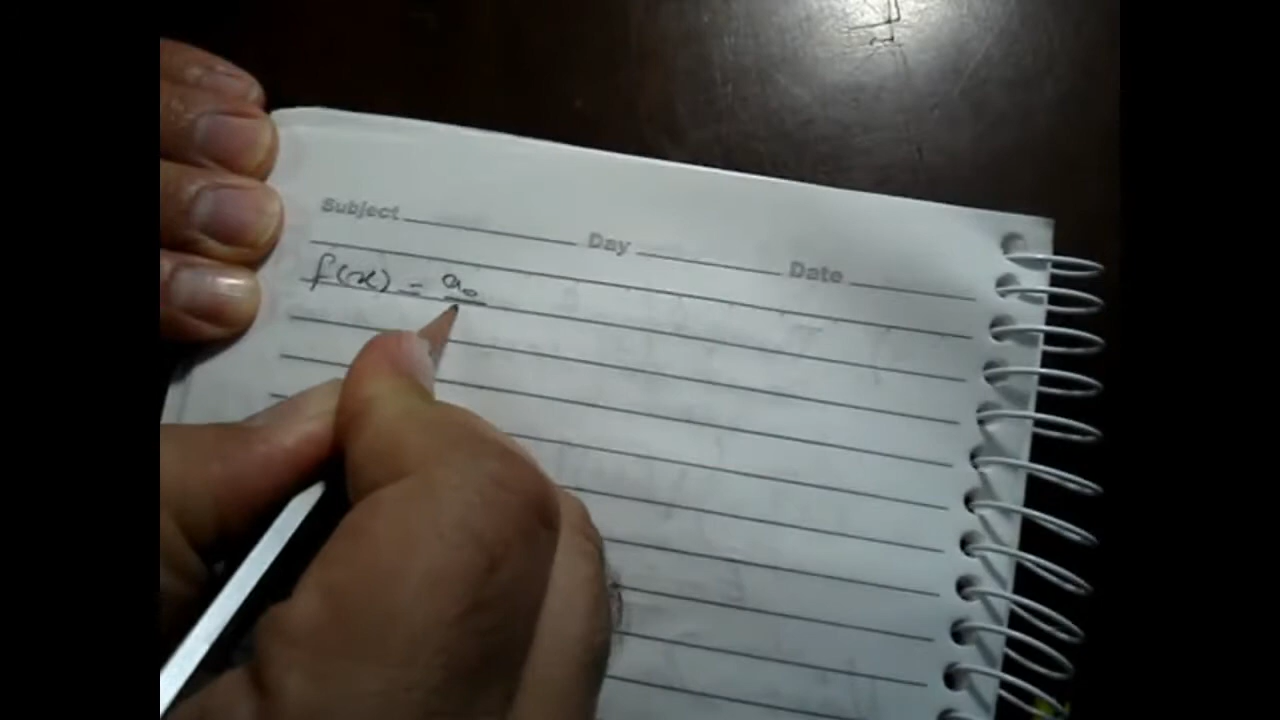 Subject Day Date
f(x) = a₀